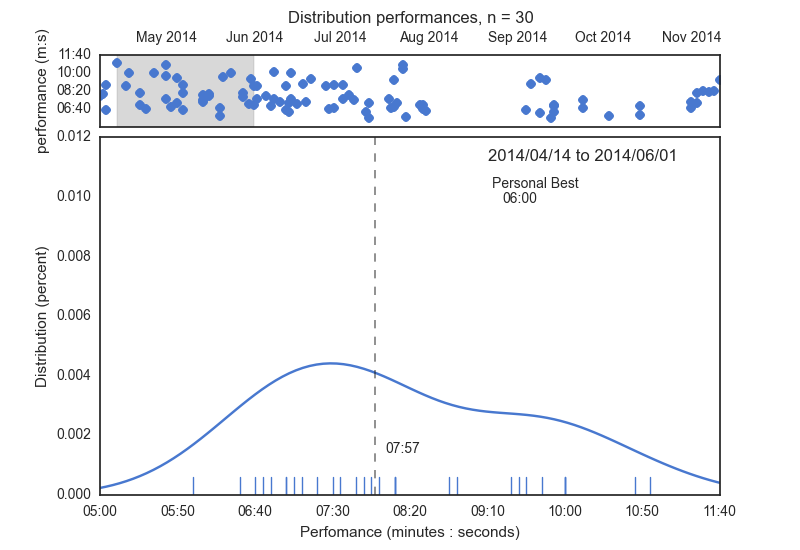 Distribution performances, n = 30
May 2014 Jun 2014 Jul 2014 Aug 2014 Sep 2014 Oct 2014 Nov 2014
performance (m:s)
11:40
10:00
08:20
06:40
Distribution (percent)
0.012
0.010
0.008
0.006
0.004
0.002
0.000
2014/04/14 to 2014/06/01
Personal Best
06:00
07:57
05:00 05:50 06:40 07:30 08:20 09:10 10:00 10:50 11:40
Perfomance (minutes : seconds)